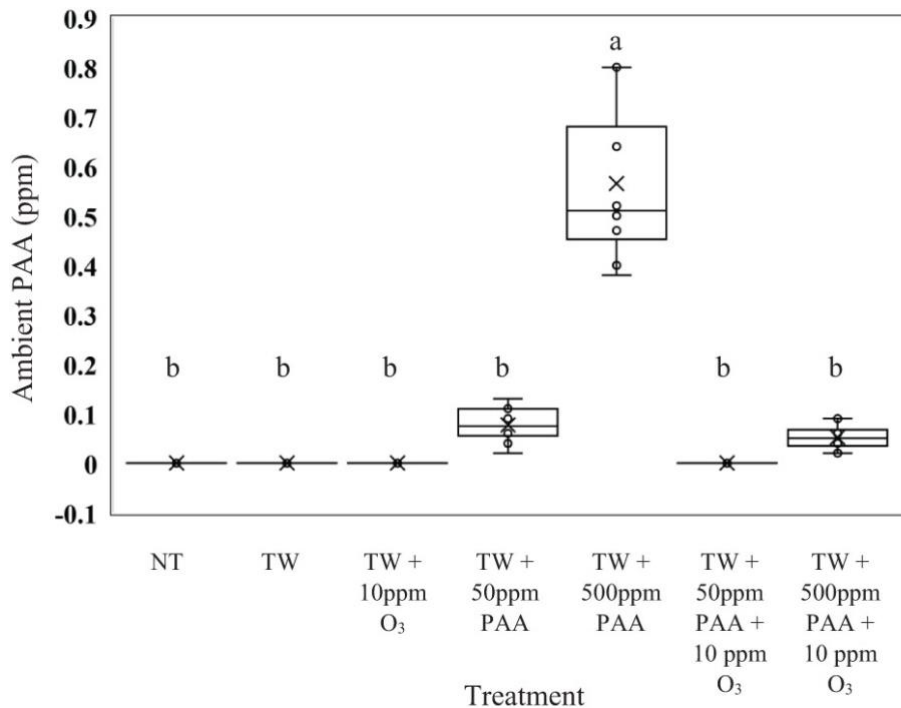 Ambient PAA (ppm)
0.9
0.8
0.7
0.6
0.5
0.4
0.3
0.2
0.1
0
-0.1
a
b b b b b b
NT TW TW + TW + TW + TW + TW +
10ppm 50ppm 500ppm 50ppm 500ppm
O₃ PAA PAA PAA + PAA +
10 ppm 10 ppm
O₃ O₃
Treatment